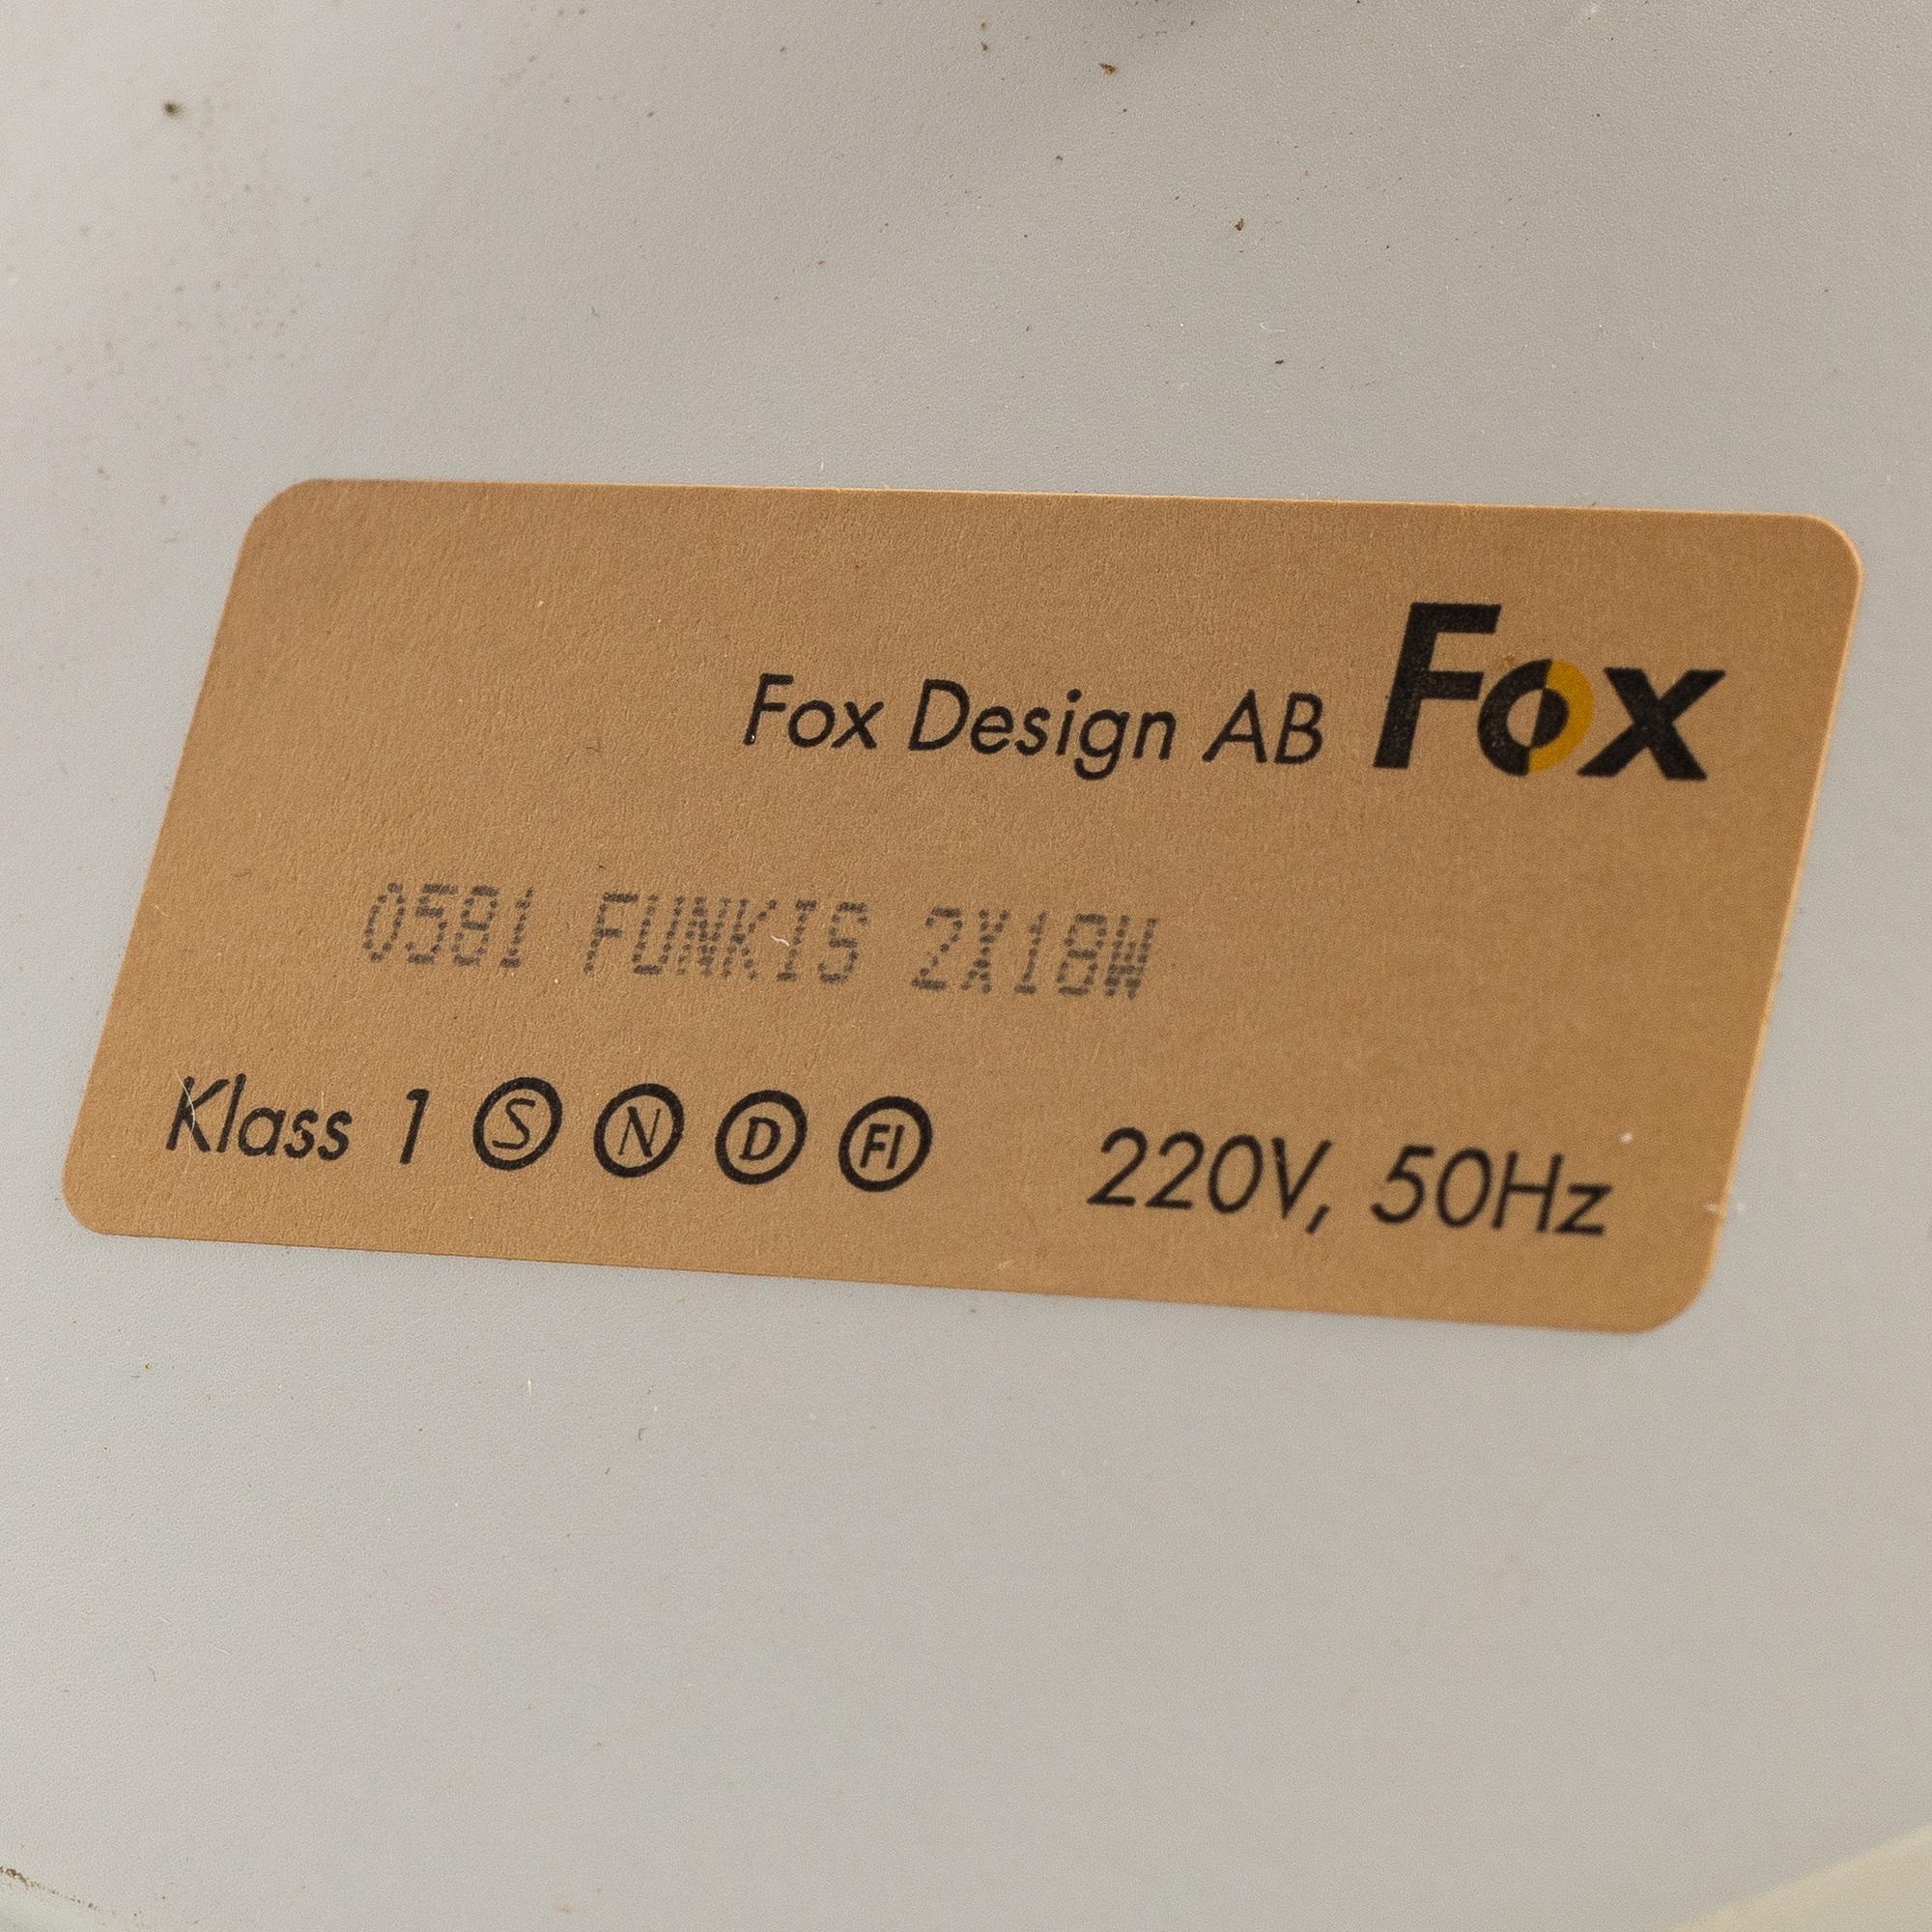 Fox Design AB Fox
0581 FUNKIS 2X18W
Klass 1 S N D FI 220V, 50Hz